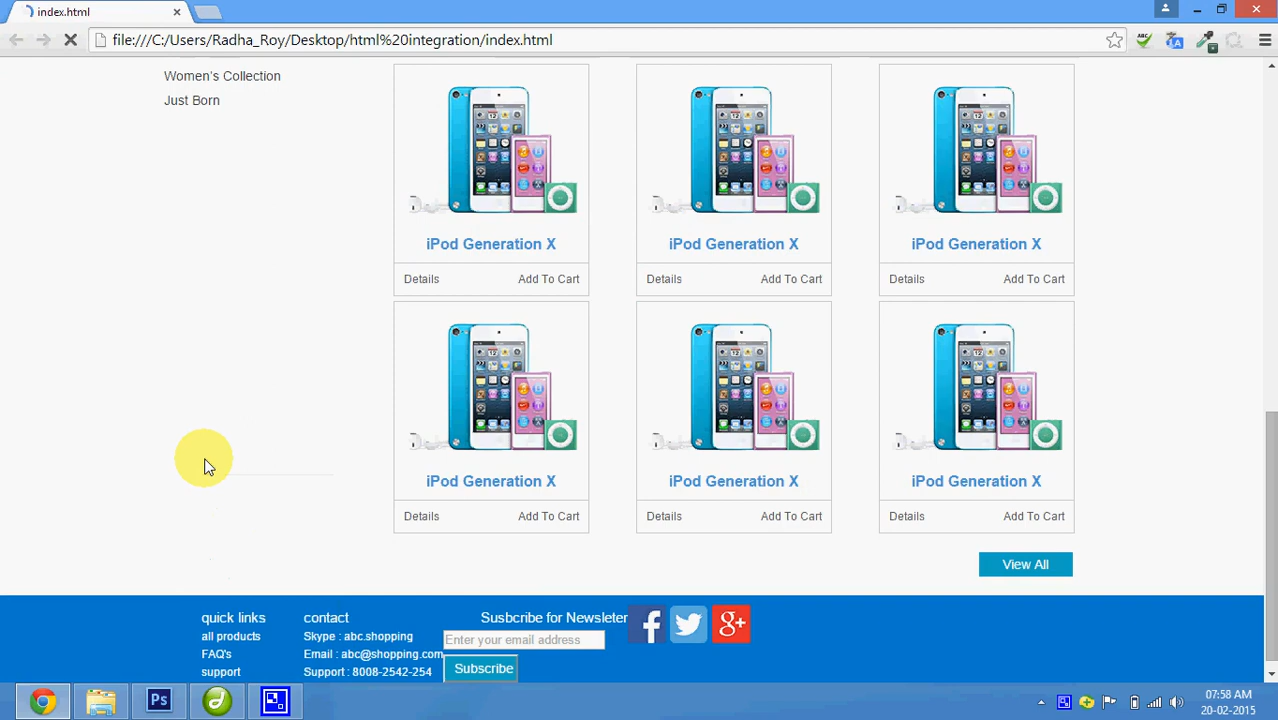 index.html
file:///C:/Users/Radha_Roy/Desktop/html%20integration/index.html
ABC
Women's Collection
Just Born
iPod Generation X iPod Generation X iPod Generation X
Details Add To Cart Details Add To Cart Details Add To Cart
iPod Generation X iPod Generation X iPod Generation X
Details Add To Cart Details Add To Cart Details Add To Cart
View All
quick links contact Susbcribe for Newsleter
all products Skype : abc.shopping Enter your email address
FAQ's Email : abc@shopping.com
support Support : 8008-2542-254 Subscribe
Ps
07:58 AM
20-02-2015